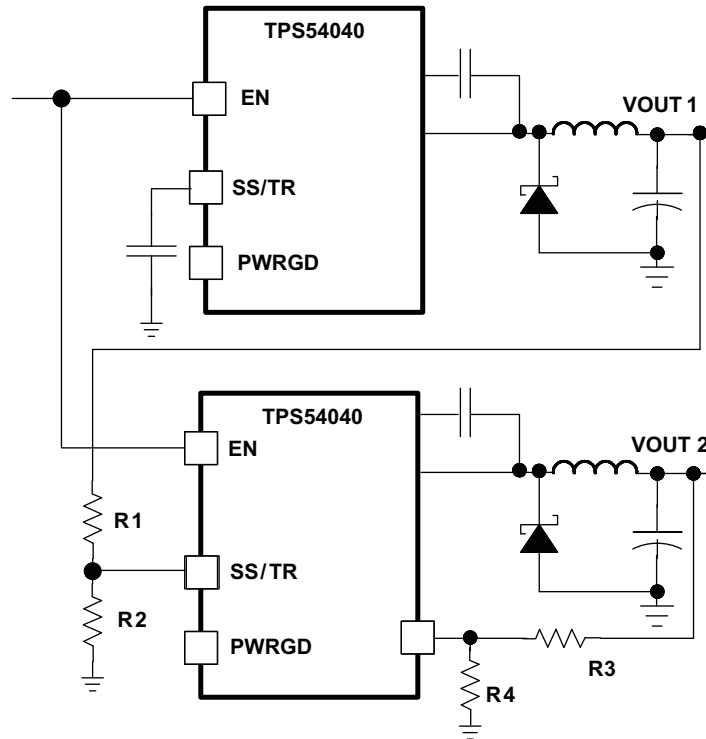 TPS54040
EN
VOUT 1
SS/TR
PWRGD
TPS54040
EN
VOUT 2
R1
SS/TR
R2
PWRGD
R3
R4